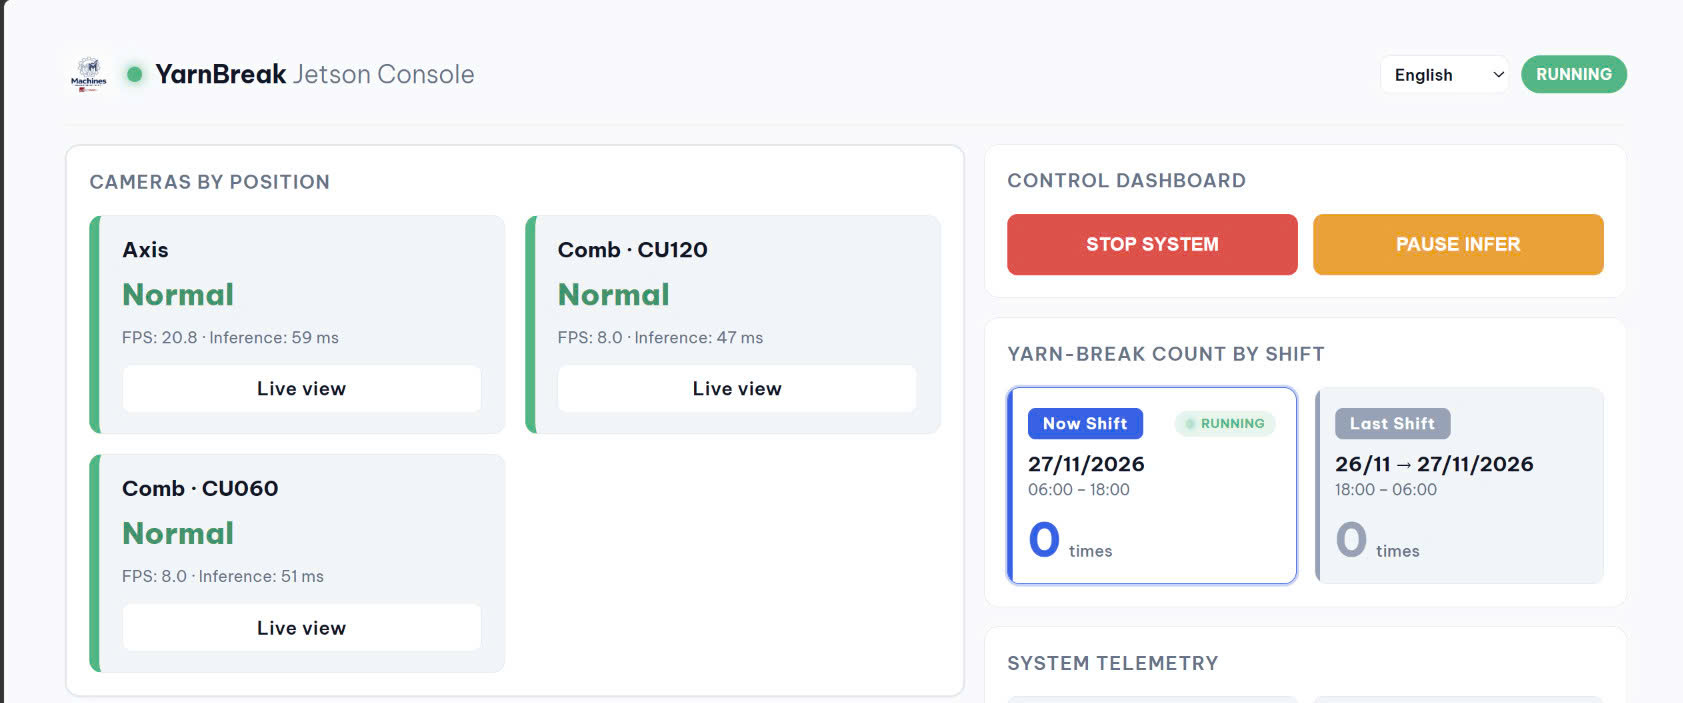 Machines
YarnBreak Jetson Console
English
RUNNING
CAMERAS BY POSITION
Axis
Normal
FPS: 20.8 · Inference: 59 ms
Live view
Comb · CU120
Normal
FPS: 8.0 · Inference: 47 ms
Live view
Comb · CU060
Normal
FPS: 8.0 · Inference: 51 ms
Live view
CONTROL DASHBOARD
STOP SYSTEM
PAUSE INFER
YARN-BREAK COUNT BY SHIFT
Now Shift
RUNNING
27/11/2026
06:00 – 18:00
0 times
Last Shift
26/11 → 27/11/2026
18:00 – 06:00
0 times
SYSTEM TELEMETRY